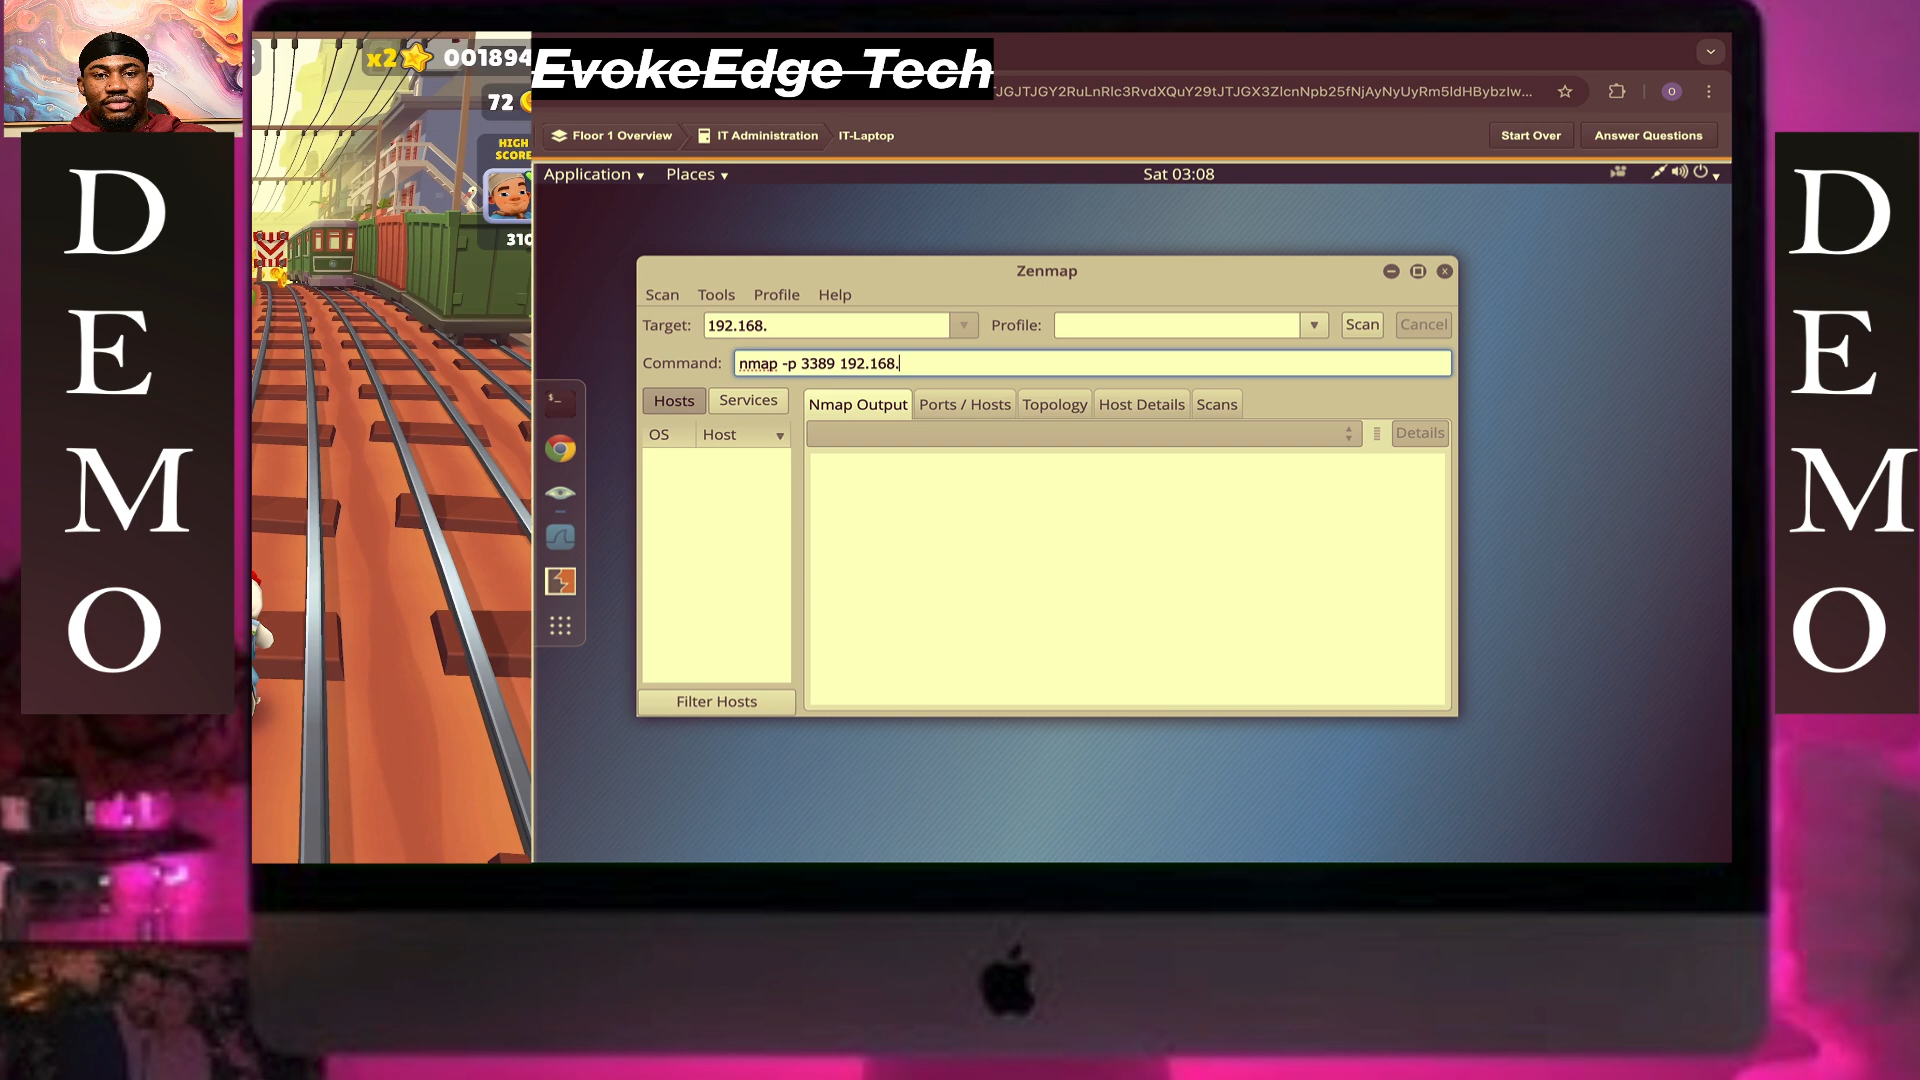 D
E
M
O
x2 001894
72
HIGH
SCORE
310
EvokeEdge Tech
JGJTJGY2RuLnRlc3RvdXQuY29tJTJGX3ZlcnNpb25fNjAyNyUyRm5ldHBybzIw...
O
Floor 1 Overview
IT Administration
IT-Laptop
Start Over
Answer Questions
Application
Places
Sat 03:08
Zenmap
Scan Tools Profile Help
Target: 192.168. Profile: Scan Cancel
Command: nmap -p 3389 192.168.
Hosts Services
Nmap Output Ports / Hosts Topology Host Details Scans
OS Host
Details
Filter Hosts
$_
D
E
M
O